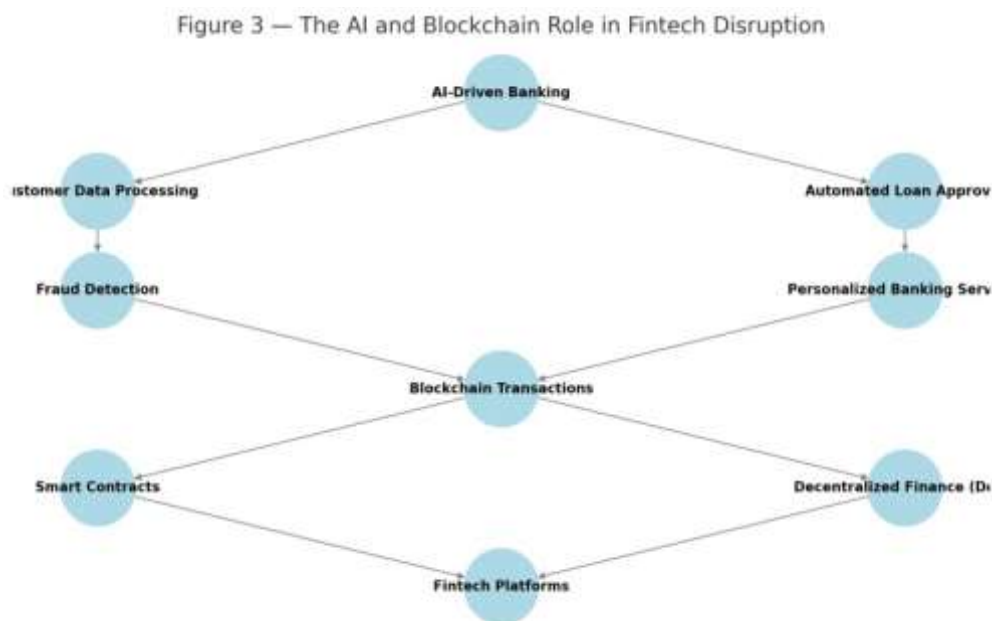 Figure 3 — The AI and Blockchain Role in Fintech Disruption
AI-Driven Banking
ıstomer Data Processing
Automated Loan Approv
Fraud Detection
Personalized Banking Serv
Blockchain Transactions
Smart Contracts
Decentralized Finance (D
Fintech Platforms